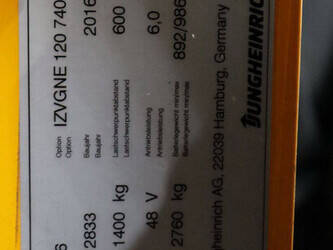 6 Option IZVGNE 120 740
Option
2833 Baujahr 2016
Baujahr
1400 kg Lastschwerpunktabstand 600
Lastschwerpunktabstand
48 V Antriebsleistung 6,0
Antriebsleistung
2760 kg Batteriegewicht min/max 892/986
Batteriegewicht min/max
heinrich AG, 22039 Hamburg, Germany
JUNGHEINRICH